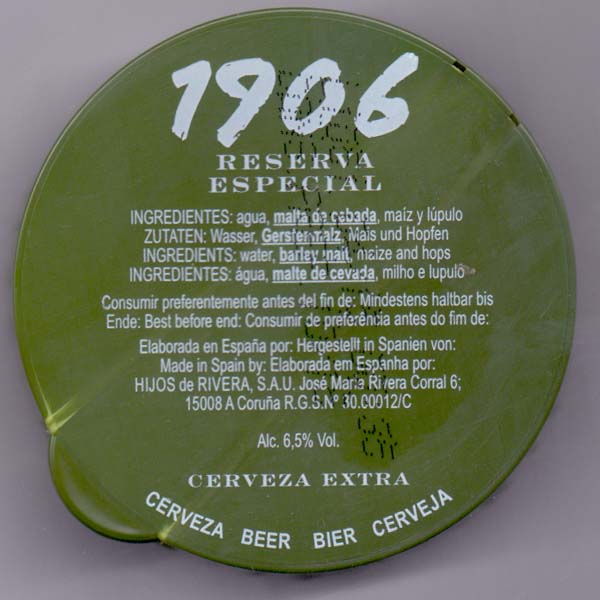 1906
RESERVA
ESPECIAL
INGREDIENTES: agua, malta de cebada, maíz y lúpulo
ZUTATEN: Wasser, Gerstenmalz, Mais und Hopfen
INGREDIENTS: water, barley malt, maize and hops
INGREDIENTES: água, malte de cevada, milho e lupulo
Consumir preferentemente antes del fin de: Mindestens haltbar bis
Ende: Best before end: Consumir de preferência antes do fim de:
Elaborada en España por: Hergestellt in Spanien von:
Made in Spain by: Elaborada em Espanha por:
HIJOS de RIVERA, S.A.U. José María Rivera Corral 6;
15008 A Coruña R.G.S.Nº 30.00012/C
Alc. 6,5% Vol.
CERVEZA EXTRA
CERVEZA BEER BIER CERVEJA